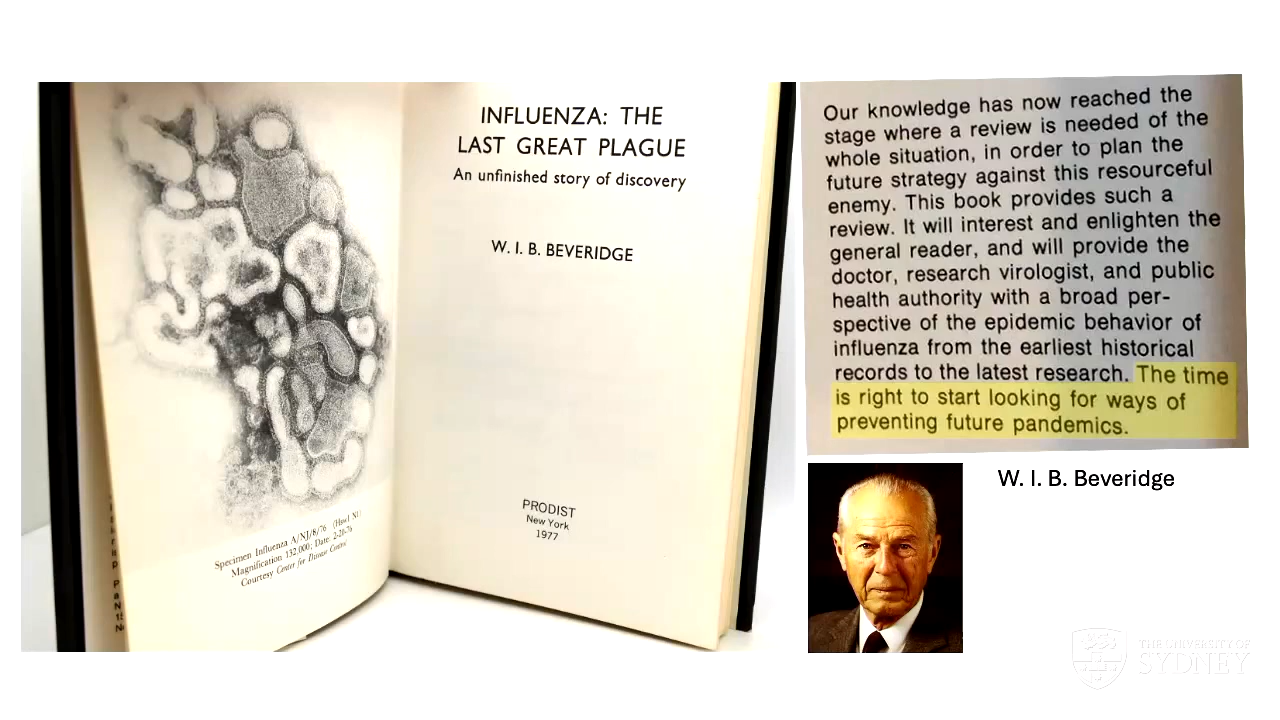 INFLUENZA: THE
LAST GREAT PLAGUE
An unfinished story of discovery
W. I. B. BEVERIDGE
PRODIST
New York
1977
Specimen Influenza A/NJ/8/76 (Hsw1 N1)
Magnification 132,000; Date 2-20-76
Courtesy Center for Disease Control
Our knowledge has now reached the
stage where a review is needed of the
whole situation, in order to plan the
future strategy against this resourceful
enemy. This book provides such a
review. It will interest and enlighten the
general reader, and will provide the
doctor, research virologist, and public
health authority with a broad per-
spective of the epidemic behavior of
influenza from the earliest historical
records to the latest research. The time
is right to start looking for ways of
preventing future pandemics.
W. I. B. Beveridge
THE UNIVERSITY OF
SYDNEY